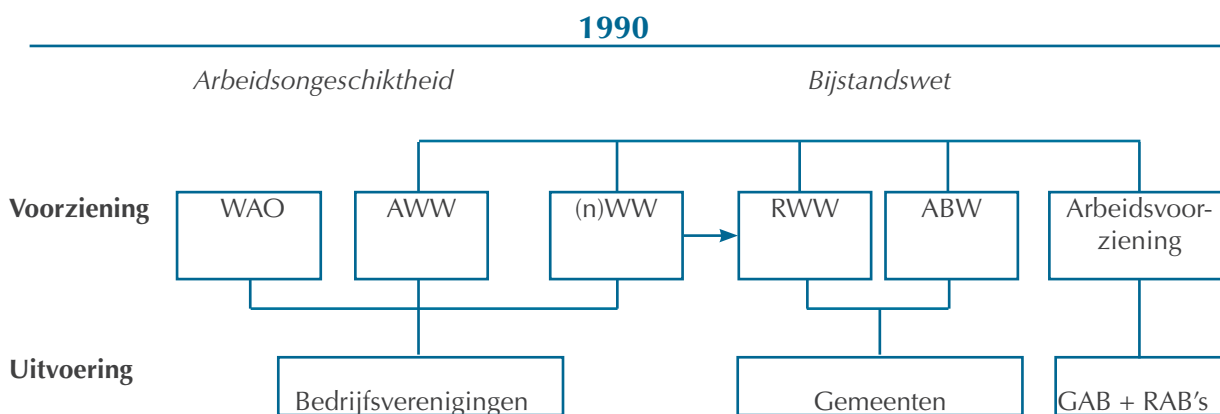 1990
Arbeidsongeschiktheid Bijstandswet
Voorziening WAO AWW (n)WW RWW ABW Arbeidsvoor-
ziening
Uitvoering
Bedrijfsverenigingen Gemeenten GAB + RAB's